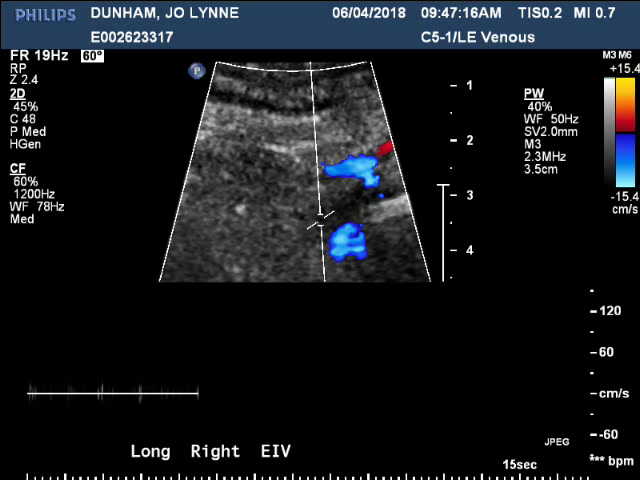 PHILIPS DUNHAM, JO LYNNE 06/04/2018 09:47:16AM TIS0.2 MI 0.7
E002623317 C5-1/LE Venous
FR 19Hz 60° M3 M6
RP P +15.4
Z 2.4 1
2D PW
45% 40%
C 48 WF 50Hz
P Med SV2.0mm
HGen 2 M3
2.3MHz
CF 3.5cm
60% 3
1200Hz -15.4
WF 78Hz cm/s
Med
4
120
60
cm/s
-60
Long Right EIV
JPEG
*** bpm
15sec